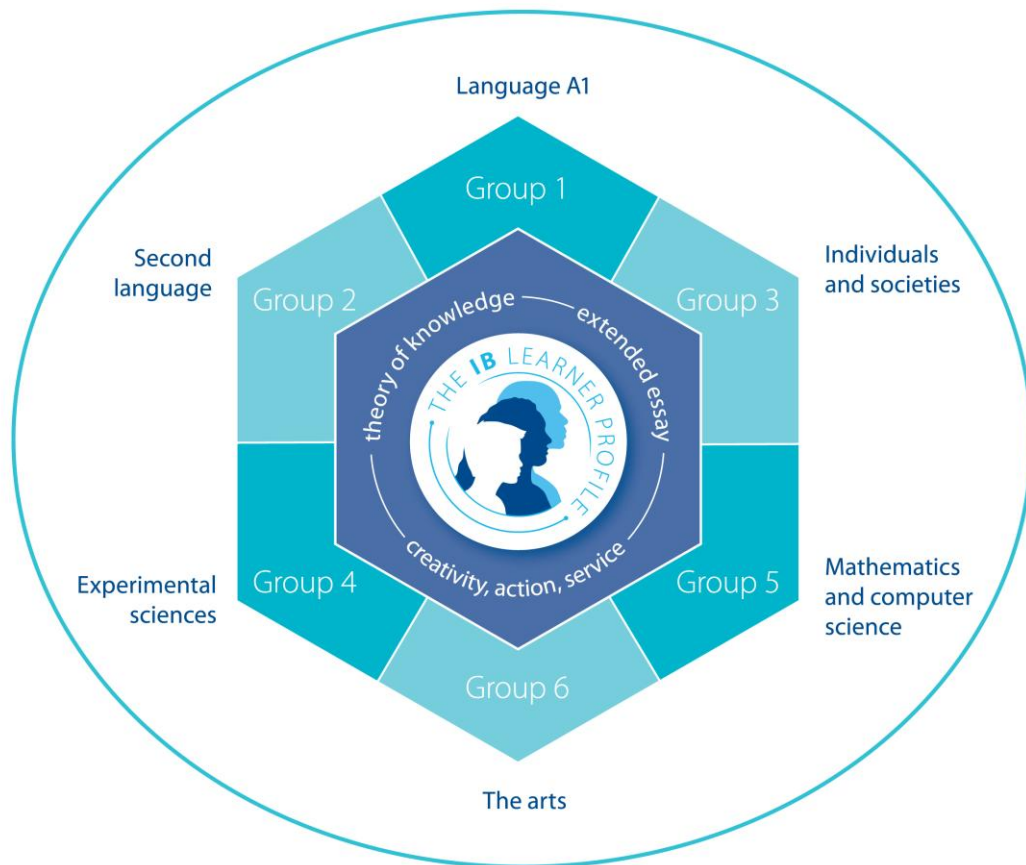 Language A1
Group 1
Second
language
Group 2
Group 3
Individuals
and societies
theory of knowledge
extended essay
THE IB LEARNER PROFILE
creativity, action, service
Experimental
sciences
Group 4
Group 5
Mathematics
and computer
science
Group 6
The arts